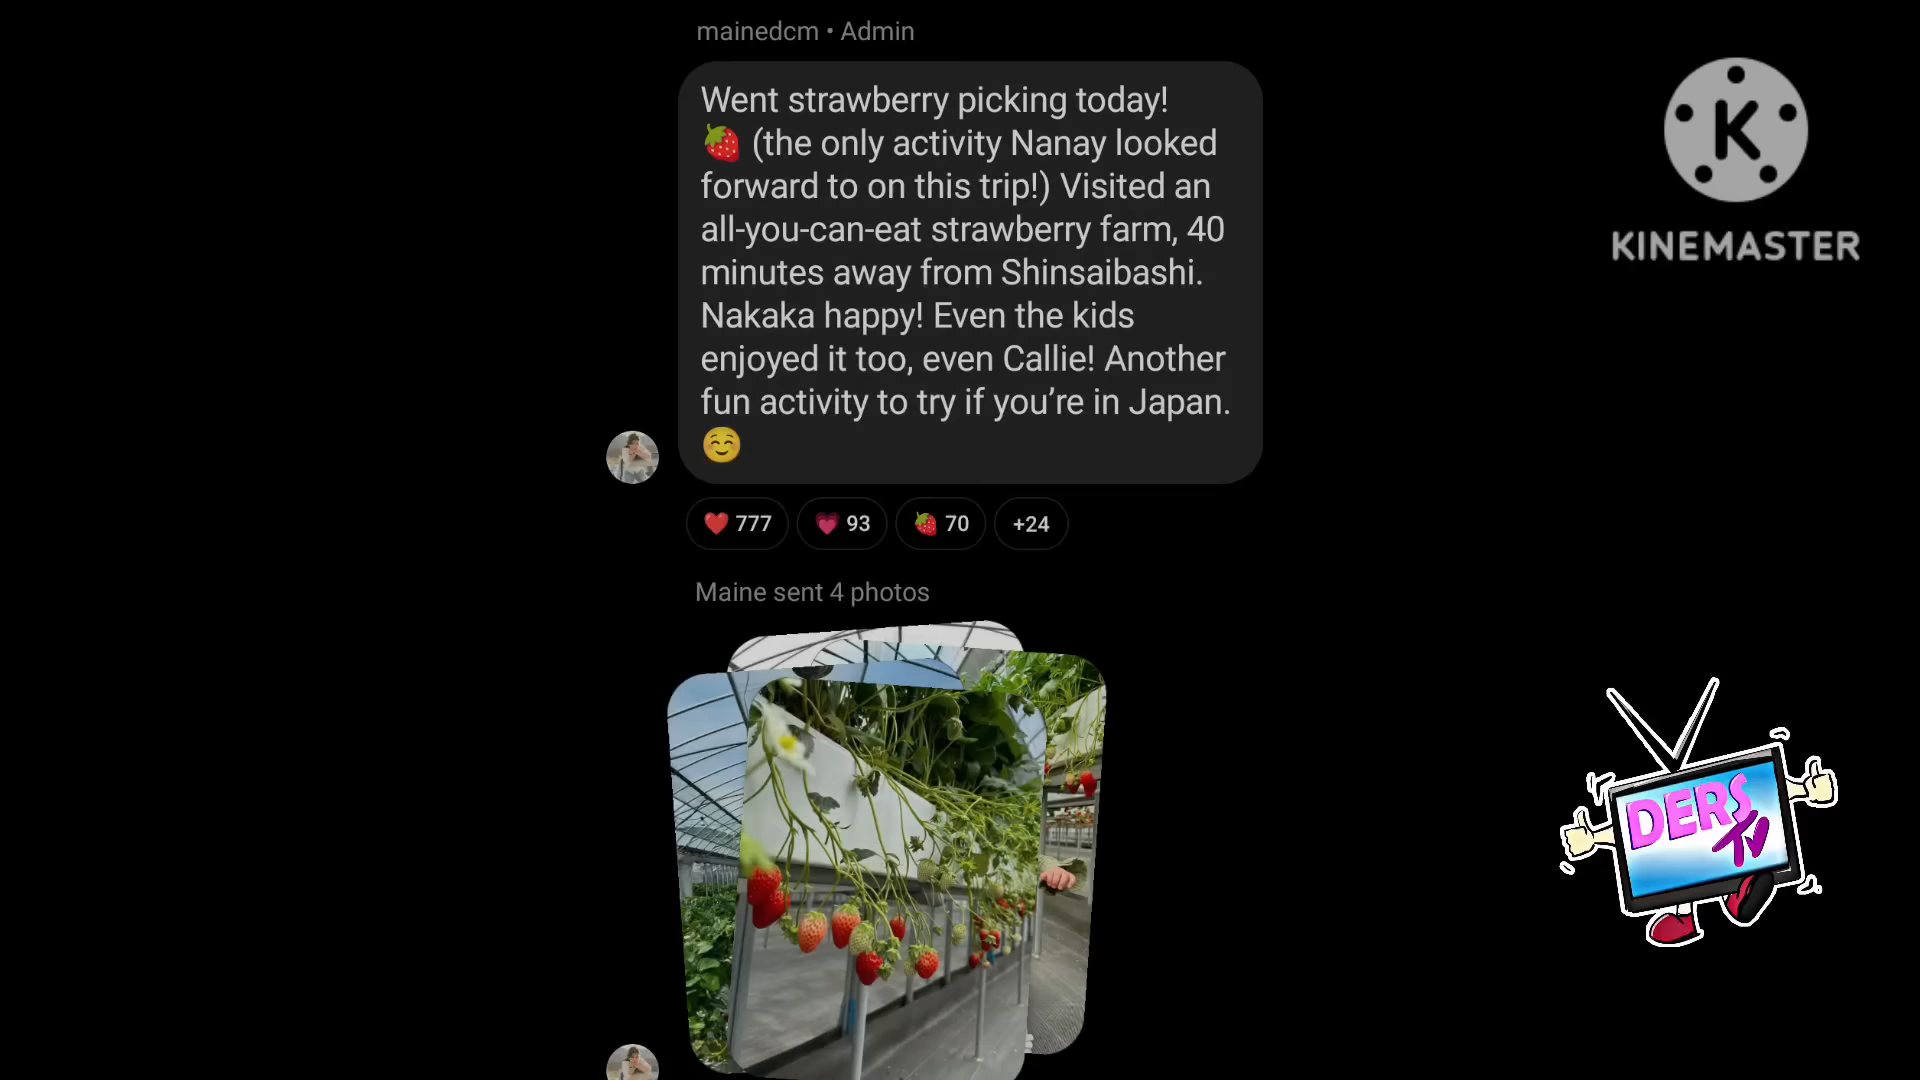 mainedcm • Admin
Went strawberry picking today!
🍓 (the only activity Nanay looked
forward to on this trip!) Visited an
all-you-can-eat strawberry farm, 40
minutes away from Shinsaibashi.
Nakaka happy! Even the kids
enjoyed it too, even Callie! Another
fun activity to try if you’re in Japan.
☺️
❤️ 777 💗 93 🍓 70 +24
Maine sent 4 photos
K
KINEMASTER
DERS
TV